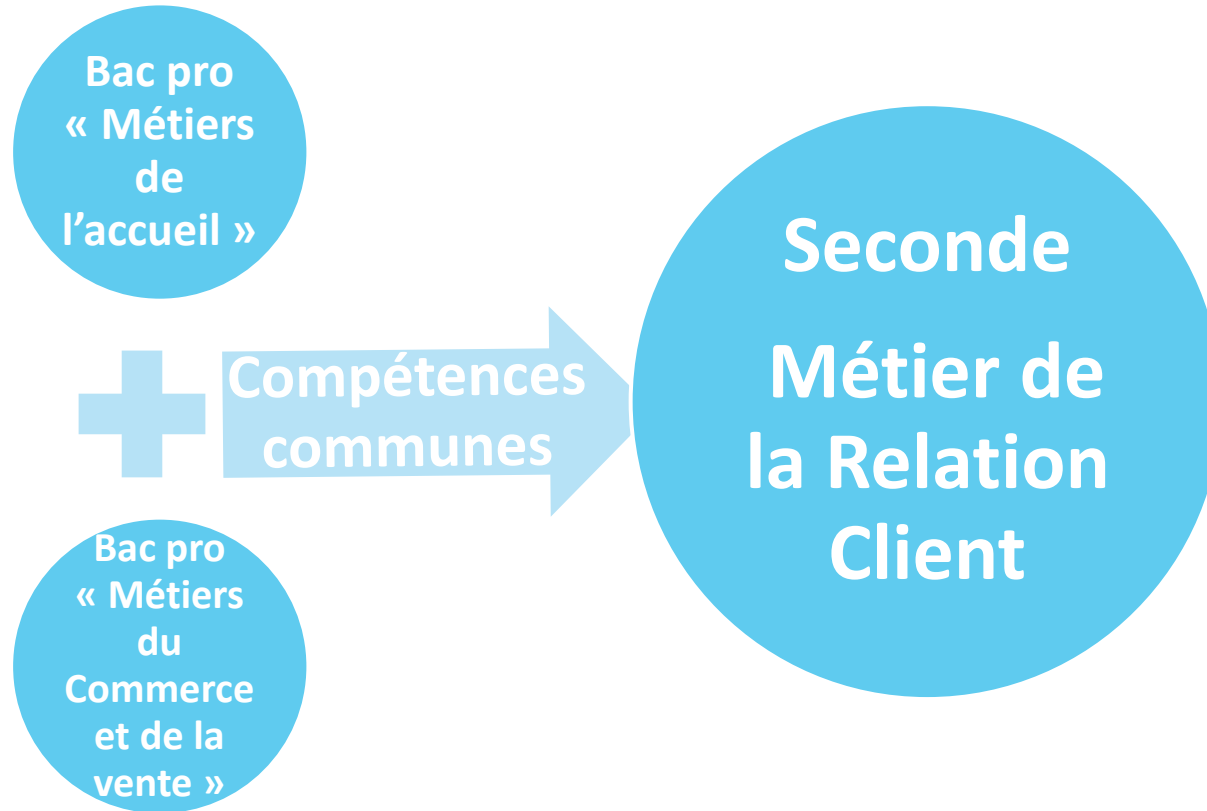 Bac pro
« Métiers
de
l’accueil »
Compétences
communes
Bac pro
« Métiers
du
Commerce
et de la
vente »
Seconde
Métier de
la Relation
Client